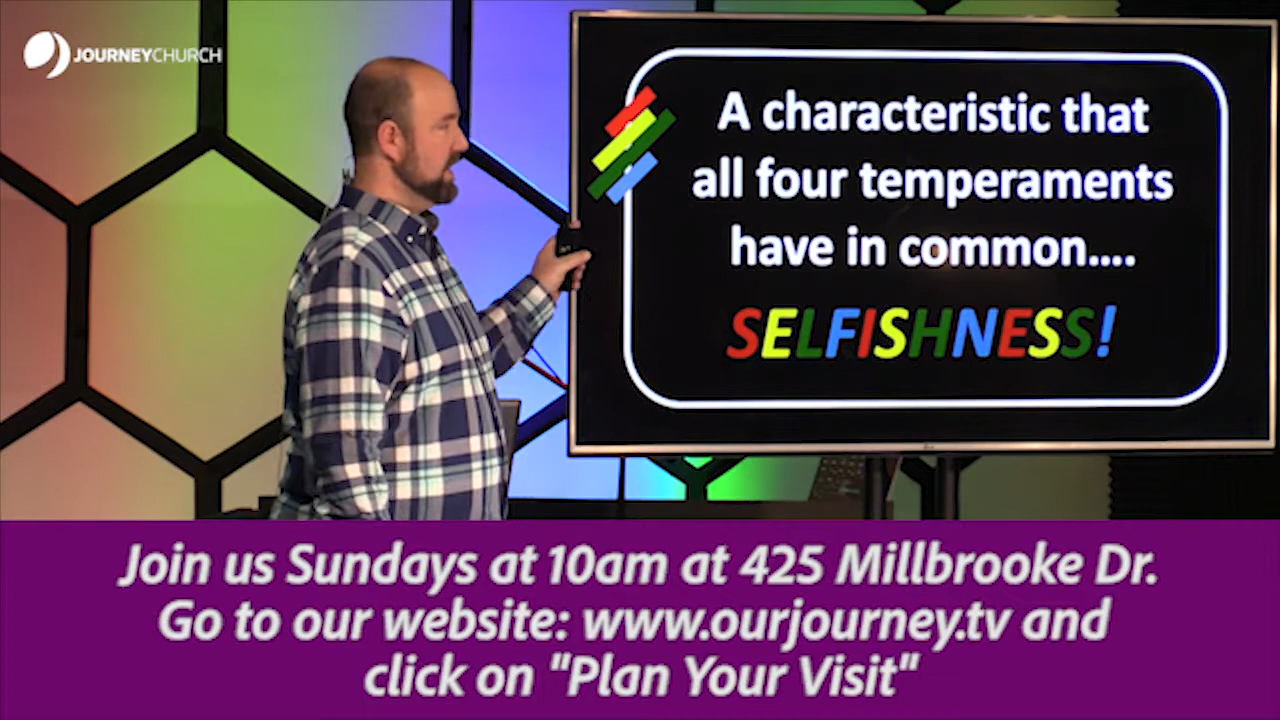 JOURNEYCHURCH
A characteristic that
all four temperaments
have in common....
SELFISHNESS!
Join us Sundays at 10am at 425 Millbrooke Dr.
Go to our website: www.ourjourney.tv and
click on "Plan Your Visit"